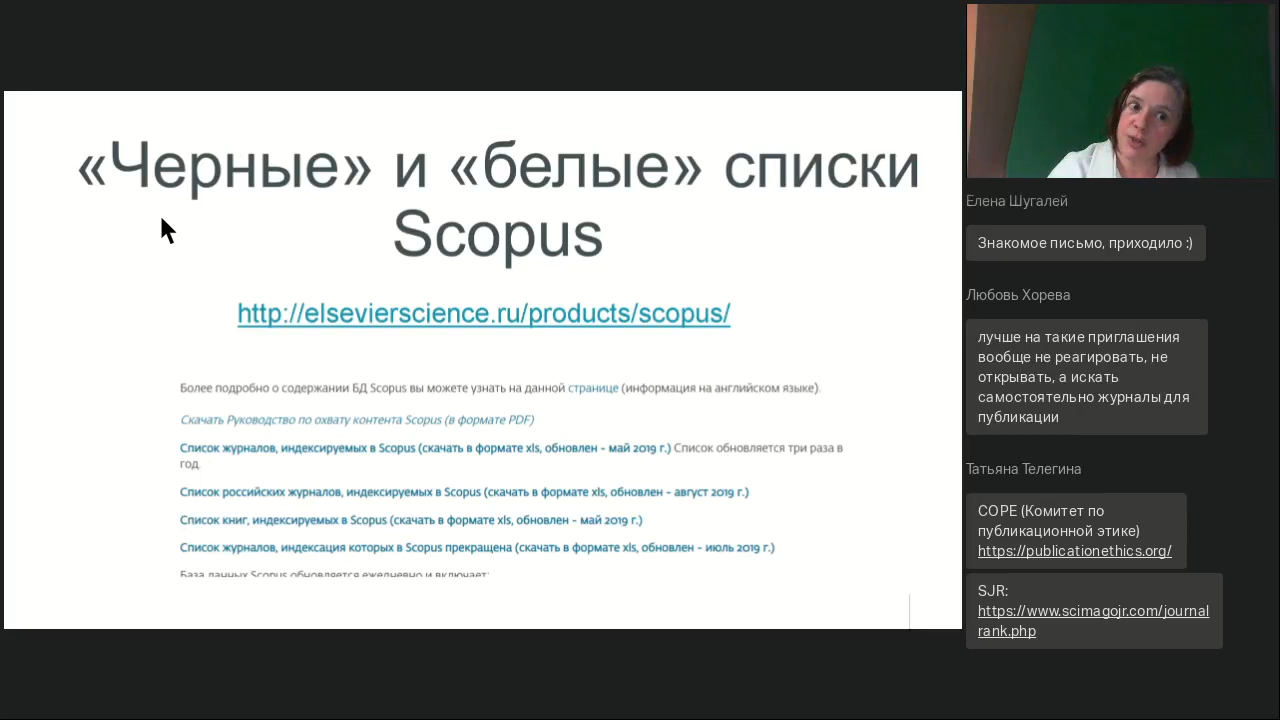 «Черные» и «белые» списки
Scopus
http://elsevierscience.ru/products/scopus/
Более подробно о содержании БД Scopus вы можете узнать на данной странице (информация на английском языке).
Скачать Руководство по охвату контента Scopus (в формате PDF)
Список журналов, индексируемых в Scopus (скачать в формате xls, обновлен - май 2019 г.) Список обновляется три раза в
год.
Список российских журналов, индексируемых в Scopus (скачать в формате xls, обновлен - август 2019 г.)
Список книг, индексируемых в Scopus (скачать в формате xls, обновлен - май 2019 г.)
Список журналов, индексация которых в Scopus прекращена (скачать в формате xls, обновлен - июль 2019 г.)
База данных Scopus обновляется ежедневно и включает:
Елена Шугалей
Знакомое письмо, приходило :)
Любовь Хорева
лучше на такие приглашения
вообще не реагировать, не
открывать, а искать
самостоятельно журналы для
публикации
Татьяна Телегина
COPE (Комитет по
публикационной этике)
https://publicationethics.org/
SJR:
https://www.scimagojr.com/journal
rank.php